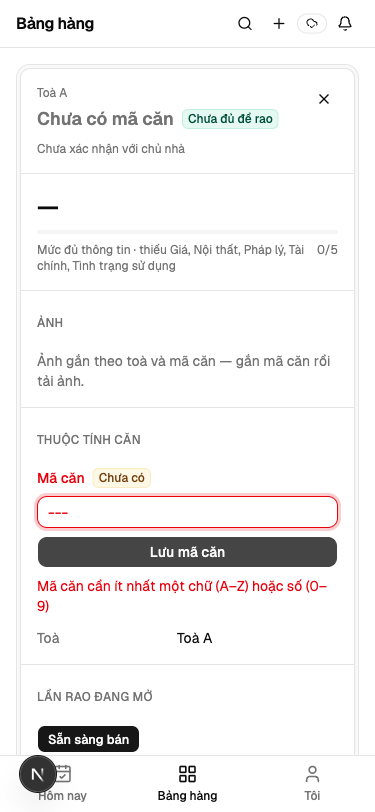 Bảng hàng
Toà A
Chưa có mã căn
Chưa đủ để rao
Chưa xác nhận với chủ nhà
—
Mức đủ thông tin · thiếu Giá, Nội thất, Pháp lý, Tài
chính, Tình trạng sử dụng
0/5
ẢNH
Ảnh gắn theo toà và mã căn — gắn mã căn rồi
tải ảnh.
THUỘC TÍNH CĂN
Mã căn
Chưa có
---
Lưu mã căn
Mã căn cần ít nhất một chữ (A–Z) hoặc số (0–
9)
Toà
Toà A
LẦN RAO ĐANG MỞ
Sẵn sàng bán
N
Hôm nay
Bảng hàng
Tôi